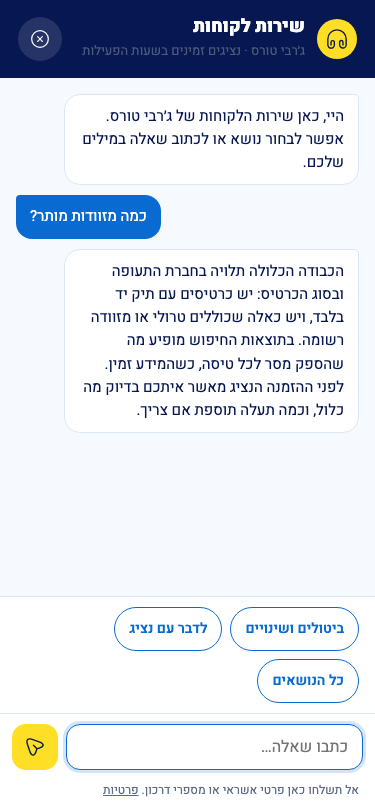 שירות לקוחות
ג׳רבי טורס · נציגים זמינים בשעות הפעילות
היי, כאן שירות הלקוחות של ג׳רבי טורס.
אפשר לבחור נושא או לכתוב שאלה במילים
שלכם.
כמה מזוודות מותר?
הכבודה הכלולה תלויה בחברת התעופה
ובסוג הכרטיס: יש כרטיסים עם תיק יד
בלבד, ויש כאלה שכוללים טרולי או מזוודה
רשומה. בתוצאות החיפוש מופיע מה
שהספק מסר לכל טיסה, כשהמידע זמין.
לפני ההזמנה הנציג מאשר איתכם בדיוק מה
כלול, וכמה תעלה תוספת אם צריך.
ביטולים ושינויים
לדבר עם נציג
כל הנושאים
כתבו שאלה...
אל תשלחו כאן פרטי אשראי או מספרי דרכון. פרטיות